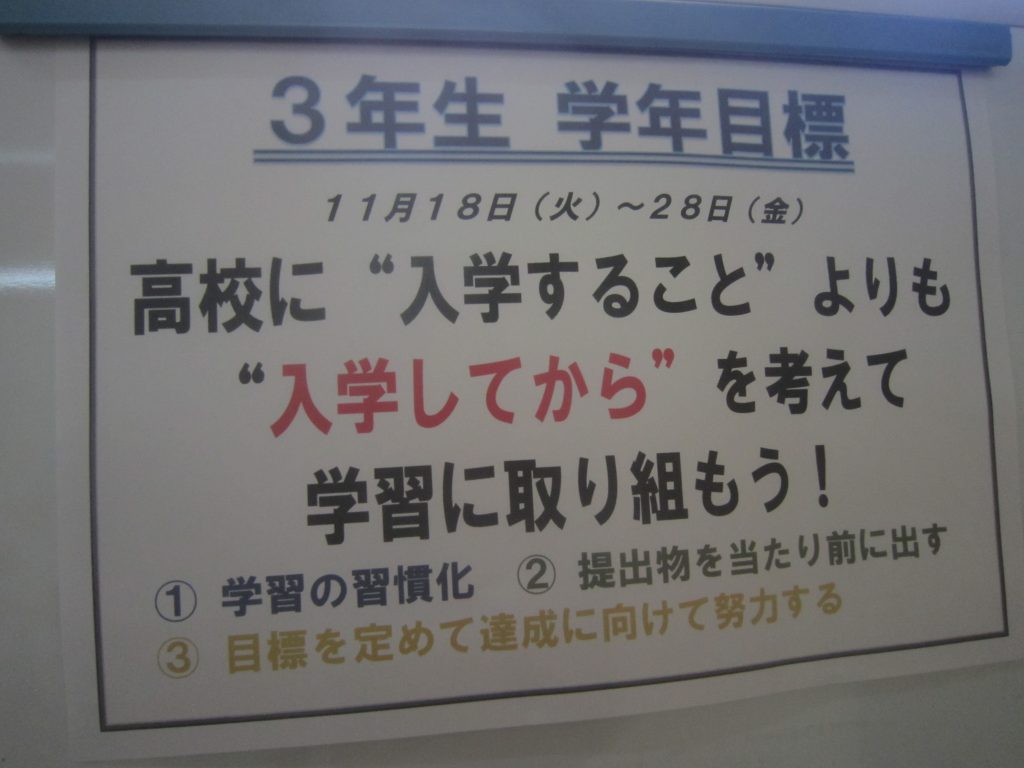 ３年生 学年目標
１１月１８日（火）～２８日（金）
高校に“入学すること”よりも
“入学してから”を考えて
学習に取り組もう！
① 学習の習慣化　② 提出物を当たり前に出す
③ 目標を定めて達成に向けて努力する